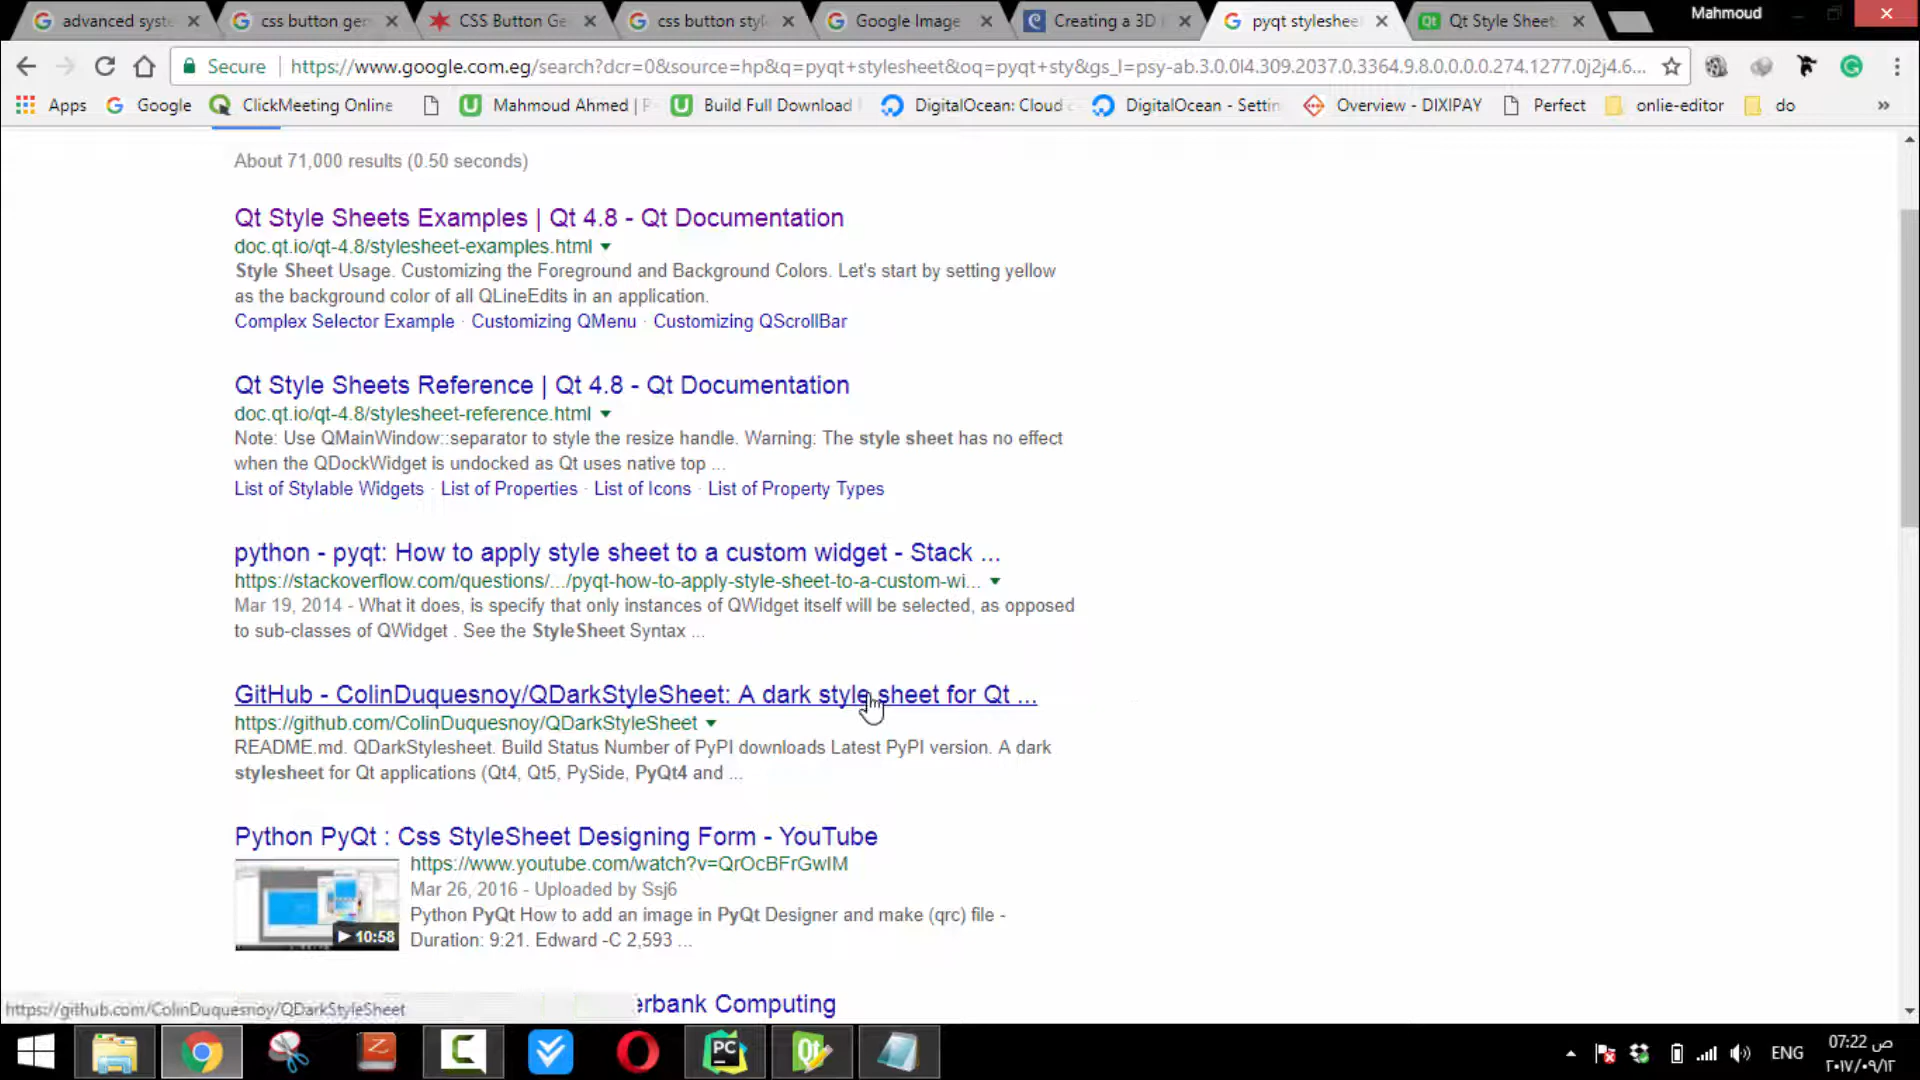 advanced syste
css button gen
CSS Button Ge
css button styl
Google Image
Creating a 3D
pyqt styleshee
Qt Style Sheet
Mahmoud
Secure
https://www.google.com.eg/search?dcr=0&source=hp&q=pyqt+stylesheet&oq=pyqt+sty&gs_l=psy-ab.3.0.0l4.309.2037.0.3364.9.8.0.0.0.0.274.1277.0j2j4.6...
Apps
Google
ClickMeeting Online
Mahmoud Ahmed | P
Build Full Download
DigitalOcean: Cloud c
DigitalOcean - Settin
Overview - DIXIPAY
Perfect
onlie-editor
do
»
About 71,000 results (0.50 seconds)
Qt Style Sheets Examples | Qt 4.8 - Qt Documentation
doc.qt.io/qt-4.8/stylesheet-examples.html
Style Sheet Usage. Customizing the Foreground and Background Colors. Let's start by setting yellow
as the background color of all QLineEdits in an application.
Complex Selector Example · Customizing QMenu · Customizing QScrollBar
Qt Style Sheets Reference | Qt 4.8 - Qt Documentation
doc.qt.io/qt-4.8/stylesheet-reference.html
Note: Use QMainWindow::separator to style the resize handle. Warning: The style sheet has no effect
when the QDockWidget is undocked as Qt uses native top ...
List of Stylable Widgets · List of Properties · List of Icons · List of Property Types
python - pyqt: How to apply style sheet to a custom widget - Stack ...
https://stackoverflow.com/questions/.../pyqt-how-to-apply-style-sheet-to-a-custom-wi...
Mar 19, 2014 - What it does, is specify that only instances of QWidget itself will be selected, as opposed
to sub-classes of QWidget . See the StyleSheet Syntax ...
GitHub - ColinDuquesnoy/QDarkStyleSheet: A dark style sheet for Qt ...
https://github.com/ColinDuquesnoy/QDarkStyleSheet
README.md. QDarkStylesheet. Build Status Number of PyPI downloads Latest PyPI version. A dark
stylesheet for Qt applications (Qt4, Qt5, PySide, PyQt4 and ...
Python PyQt : Css StyleSheet Designing Form - YouTube
https://www.youtube.com/watch?v=QrOcBFrGwIM
Mar 26, 2016 - Uploaded by Ssj6
Python PyQt How to add an image in PyQt Designer and make (qrc) file -
Duration: 9:21. Edward -C 2,593 ...
10:58
erbank Computing
https://github.com/ColinDuquesnoy/QDarkStyleSheet
PC
Qt
ENG
07:22 ص
٢٠١٧/٠٩/١٢